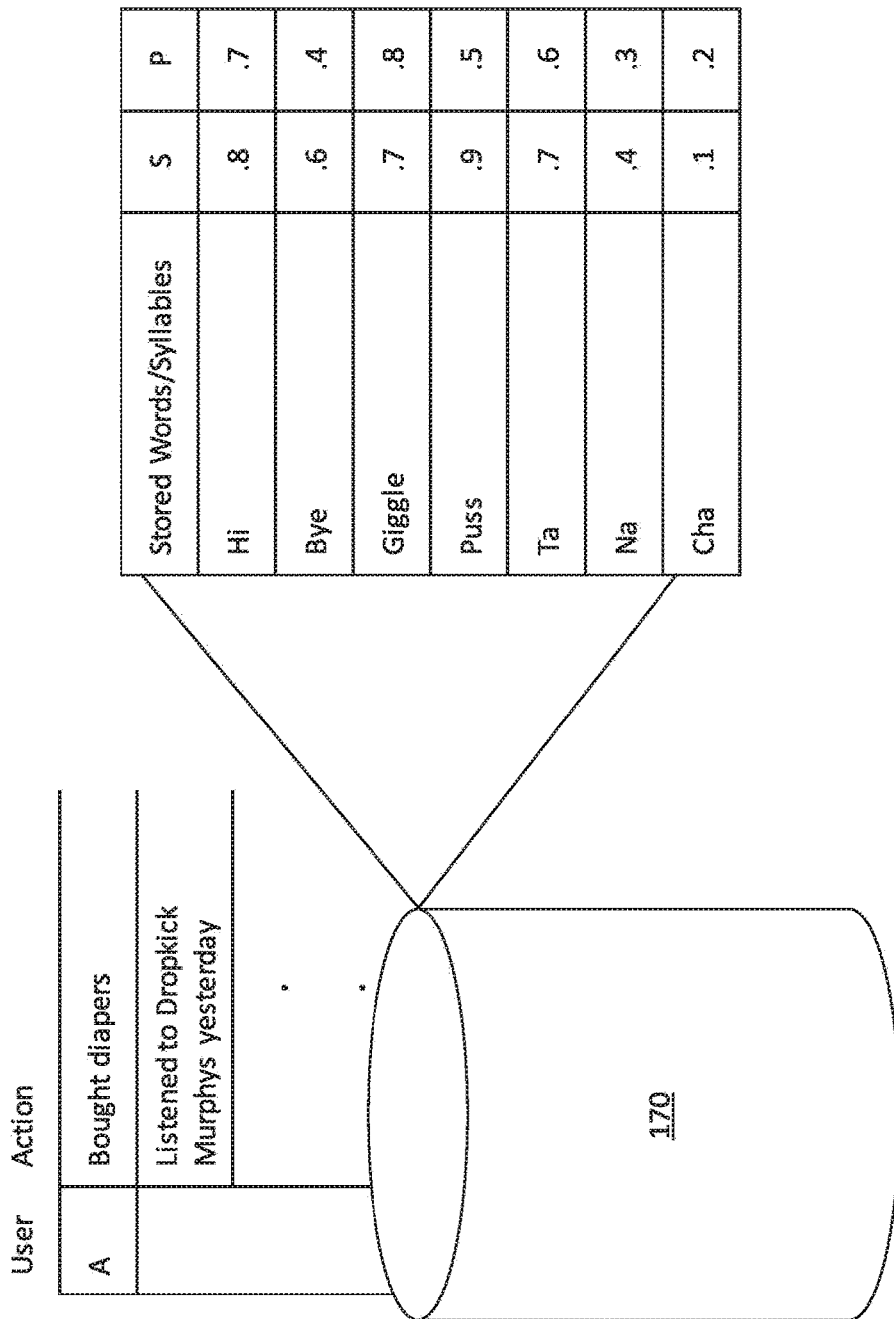 User Action
A Bought diapers
Listened to Dropkick
Murphys yesterday
170
Stored Words/Syllables S P
Hi .8 .7
Bye .6 .4
Giggle .7 .8
Puss .9 .5
Ta .7 .6
Na .4 .3
Cha .1 .2